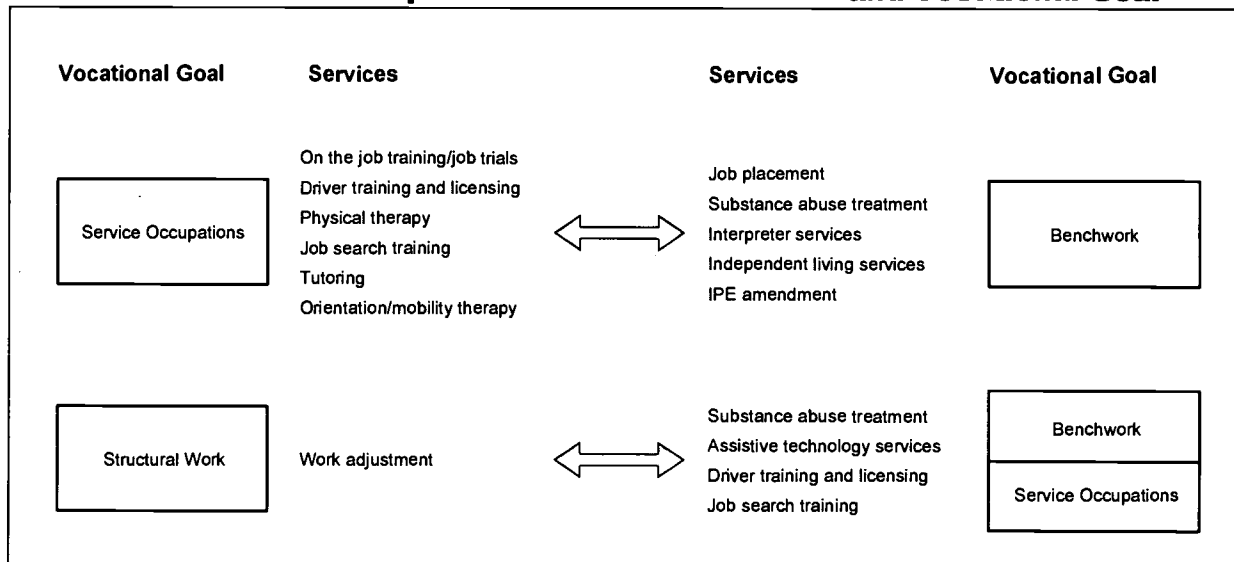 Vocational Goal
Services
Services
Vocational Goal
Service Occupations
On the job training/job trials
Driver training and licensing
Physical therapy
Job search training
Tutoring
Orientation/mobility therapy
Job placement
Substance abuse treatment
Interpreter services
Independent living services
IPE amendment
Benchwork
Structural Work
Work adjustment
Substance abuse treatment
Assistive technology services
Driver training and licensing
Job search training
Benchwork
Service Occupations